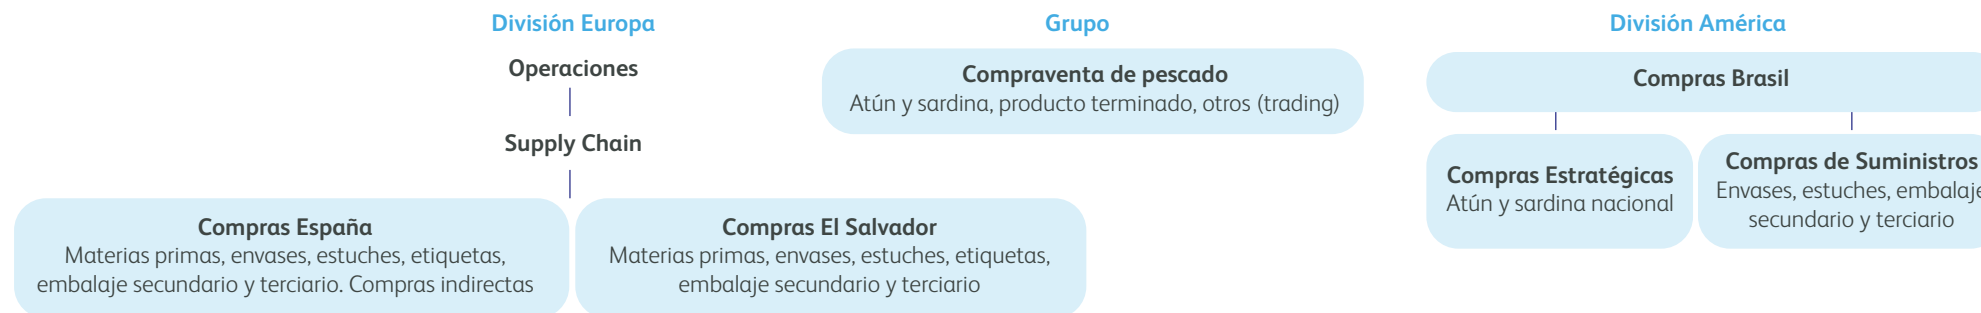 División Europa
Operaciones
Supply Chain
Compras España
Materias primas, envases, estuches, etiquetas,
embalaje secundario y terciario. Compras indirectas
Compras El Salvador
Materias primas, envases, estuches, etiquetas,
embalaje secundario y terciario
Grupo
Compraventa de pescado
Atún y sardina, producto terminado, otros (trading)
División América
Compras Brasil
Compras Estratégicas
Atún y sardina nacional
Compras de Suministros
Envases, estuches, embalaje
secundario y terciario